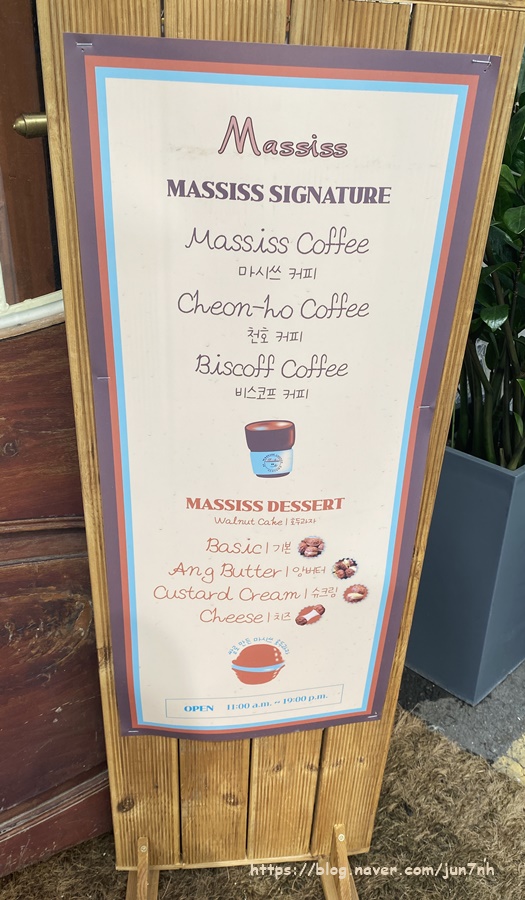 Massiss
MASSISS SIGNATURE
Massiss Coffee
마시쓰 커피
Cheon-ho Coffee
천호 커피
Biscoff Coffee
비스코프 커피
MASSISS DESSERT
Walnut Cake | 호두과자
Basic | 기본
Ang Butter | 앙버터
Custard Cream | 슈크림
Cheese | 치즈
OPEN 11:00 a.m. ~ 19:00 p.m.
https://blog.naver.com/jun7nh